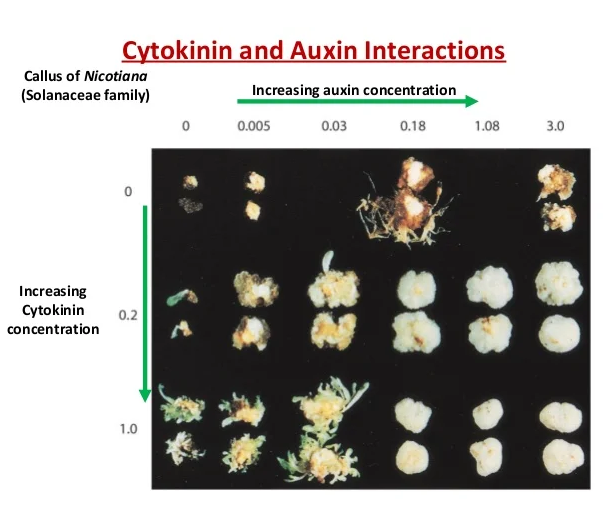 Cytokinin and Auxin Interactions
Callus of Nicotiana
(Solanaceae family)
Increasing auxin concentration
0 0.005 0.03 0.18 1.08 3.0
0
Increasing
Cytokinin
concentration
0.2
1.0